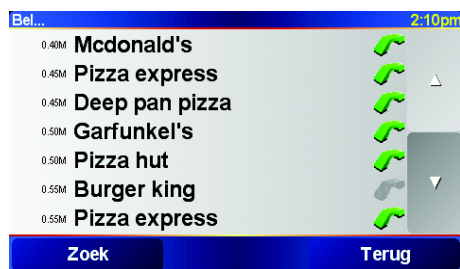 Bel... 2:10pm
0.40M Mcdonald's
0.45M Pizza express
0.45M Deep pan pizza
0.50M Garfunkel's
0.50M Pizza hut
0.55M Burger king
0.55M Pizza express
Zoek Terug